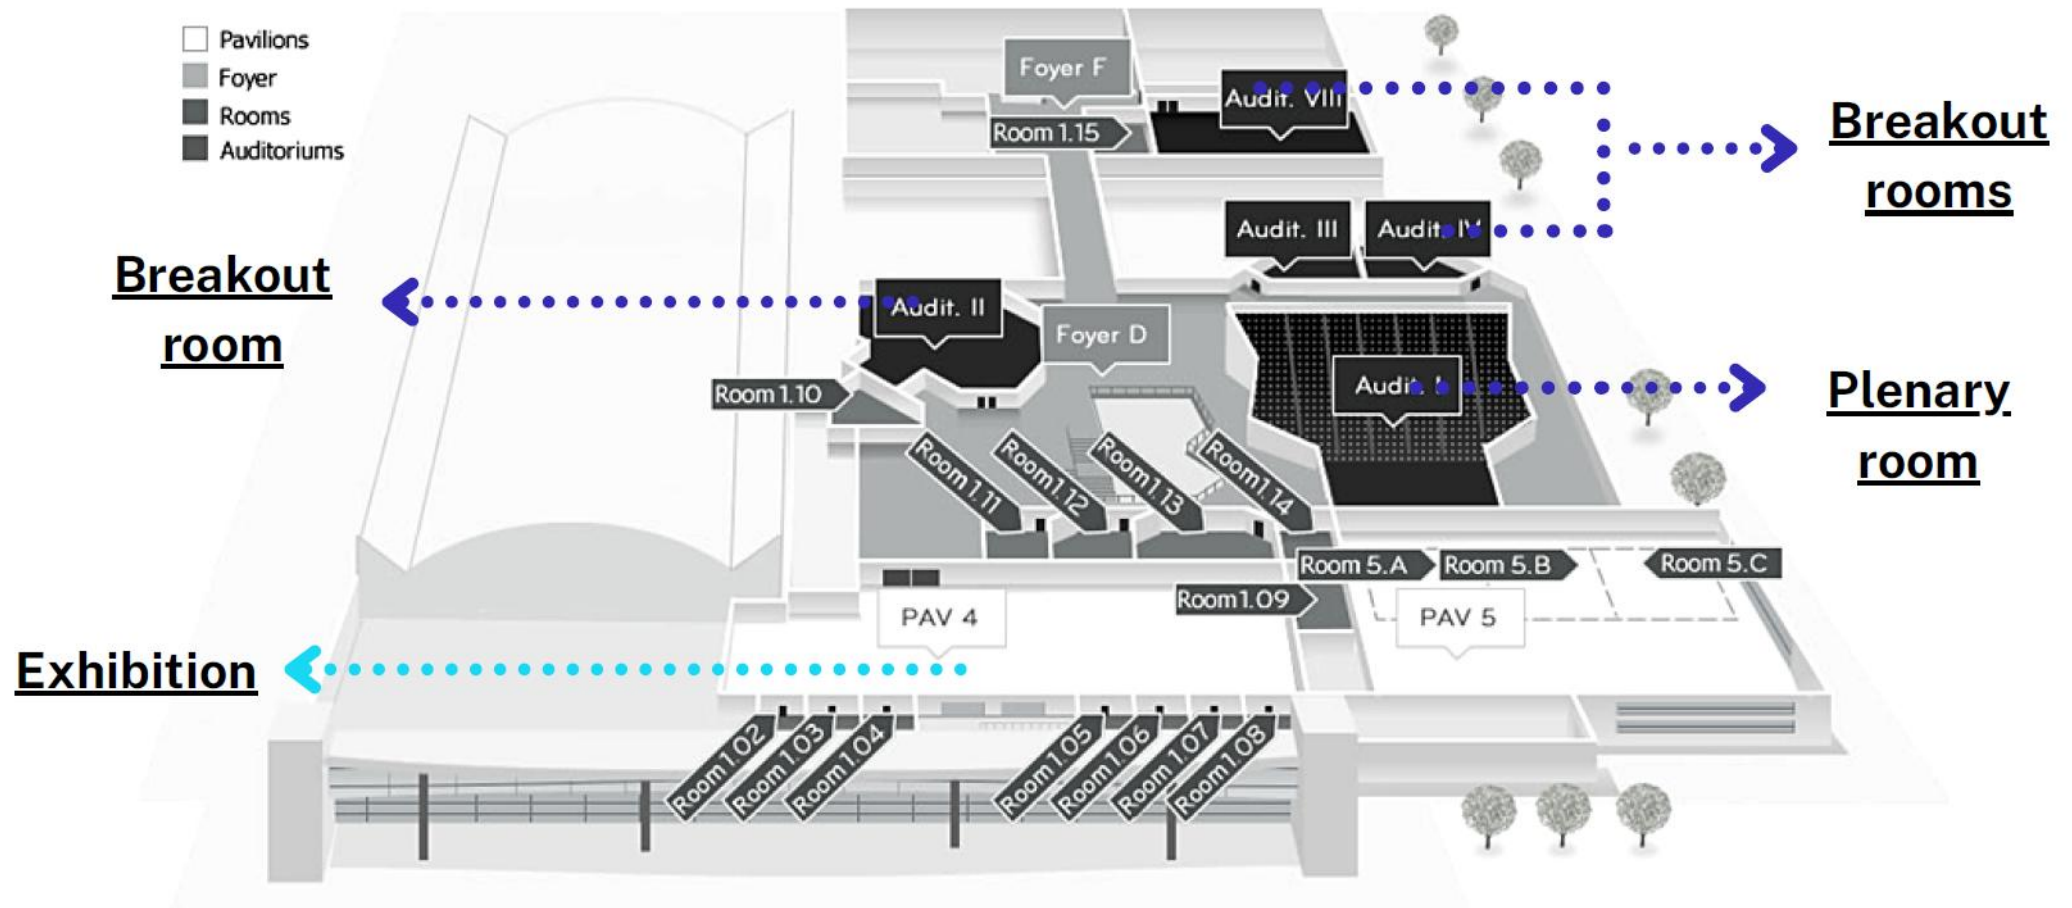 Pavilions
Foyer
Rooms
Auditoriums
Foyer F
Audit. VIII
Room 1.15
Breakout
rooms
Audit. III
Audit. IV
Breakout
room
Audit. II
Foyer D
Audit. I
Plenary
room
Room 1.10
Room 1.11
Room 1.12
Room 1.13
Room 1.14
Room 5.A
Room 5.B
Room 5.C
Room 1.09
PAV 4
PAV 5
Exhibition
Room 1.02
Room 1.03
Room 1.04
Room 1.05
Room 1.06
Room 1.07
Room 1.08